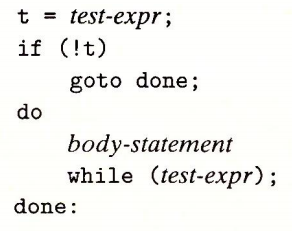 t = test-expr;
if (!t)
goto done;
do
body-statement
while (test-expr);
done: